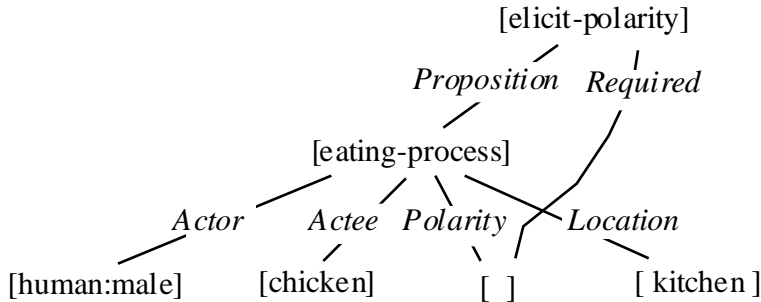 [elicit-polarity]
Proposition Required
[eating-process]
Actor Actee Polarity Location
[human:male] [chicken] [ ] [ kitchen ]